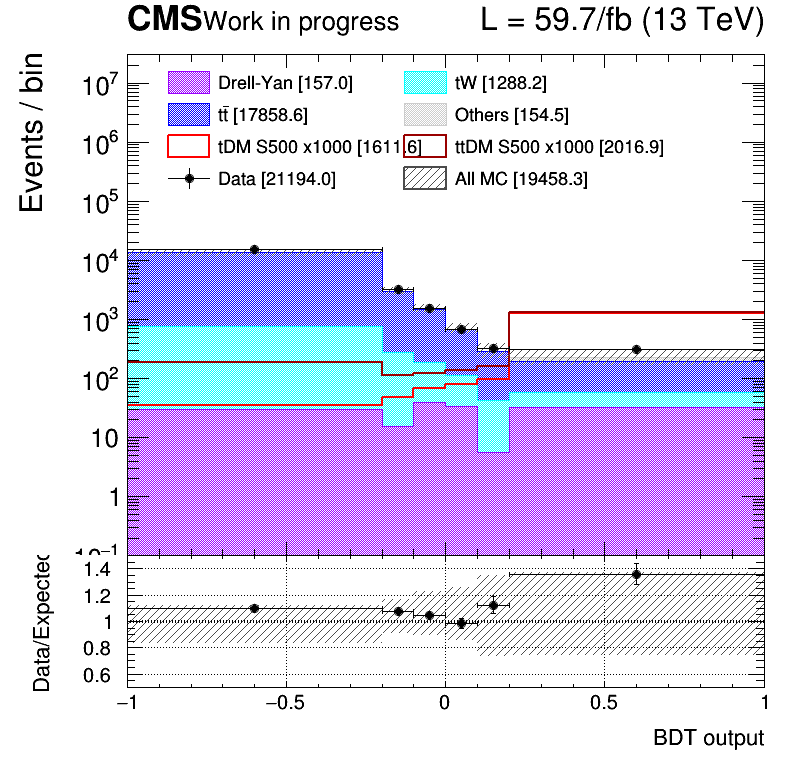 CMS Work in progress L = 59.7/fb (13 TeV)
Events / bin
10⁷
10⁶
10⁵
10⁴
10³
10²
10
1
10⁻¹
Drell-Yan [157.0] tW [1288.2]
tt̄ [17858.6] Others [154.5]
tDM S500 x1000 [1611.6] ttDM S500 x1000 [2016.9]
Data [21194.0] All MC [19458.3]
Data/Expected
1.4
1.2
1
0.8
0.6
−1 −0.5 0 0.5 1
BDT output